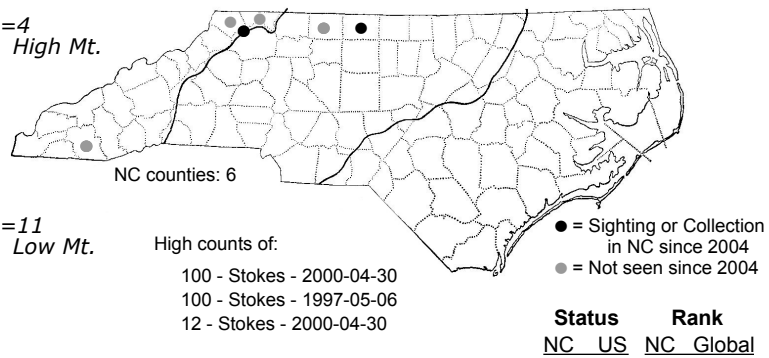 =4
High Mt.
NC counties: 6
=11
Low Mt.
High counts of:
100 - Stokes - 2000-04-30
100 - Stokes - 1997-05-06
12 - Stokes - 2000-04-30
● = Sighting or Collection
in NC since 2004
● = Not seen since 2004
Status Rank
NC US NC Global